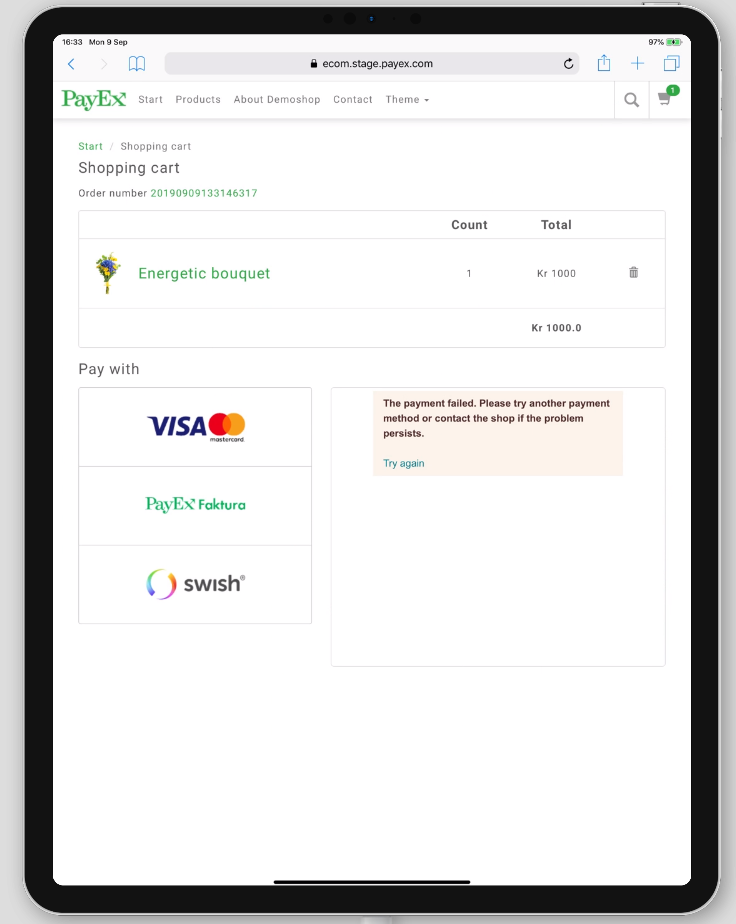 16:33 Mon 9 Sep
97%
ecom.stage.payex.com
PayEx Start Products About Demoshop Contact Theme
1
Start / Shopping cart
Shopping cart
Order number 20190909133146317
Count Total
Energetic bouquet 1 Kr 1000
Kr 1000.0
Pay with
VISA mastercard
PayEx Faktura
swish®
The payment failed. Please try another payment
method or contact the shop if the problem
persists.
Try again